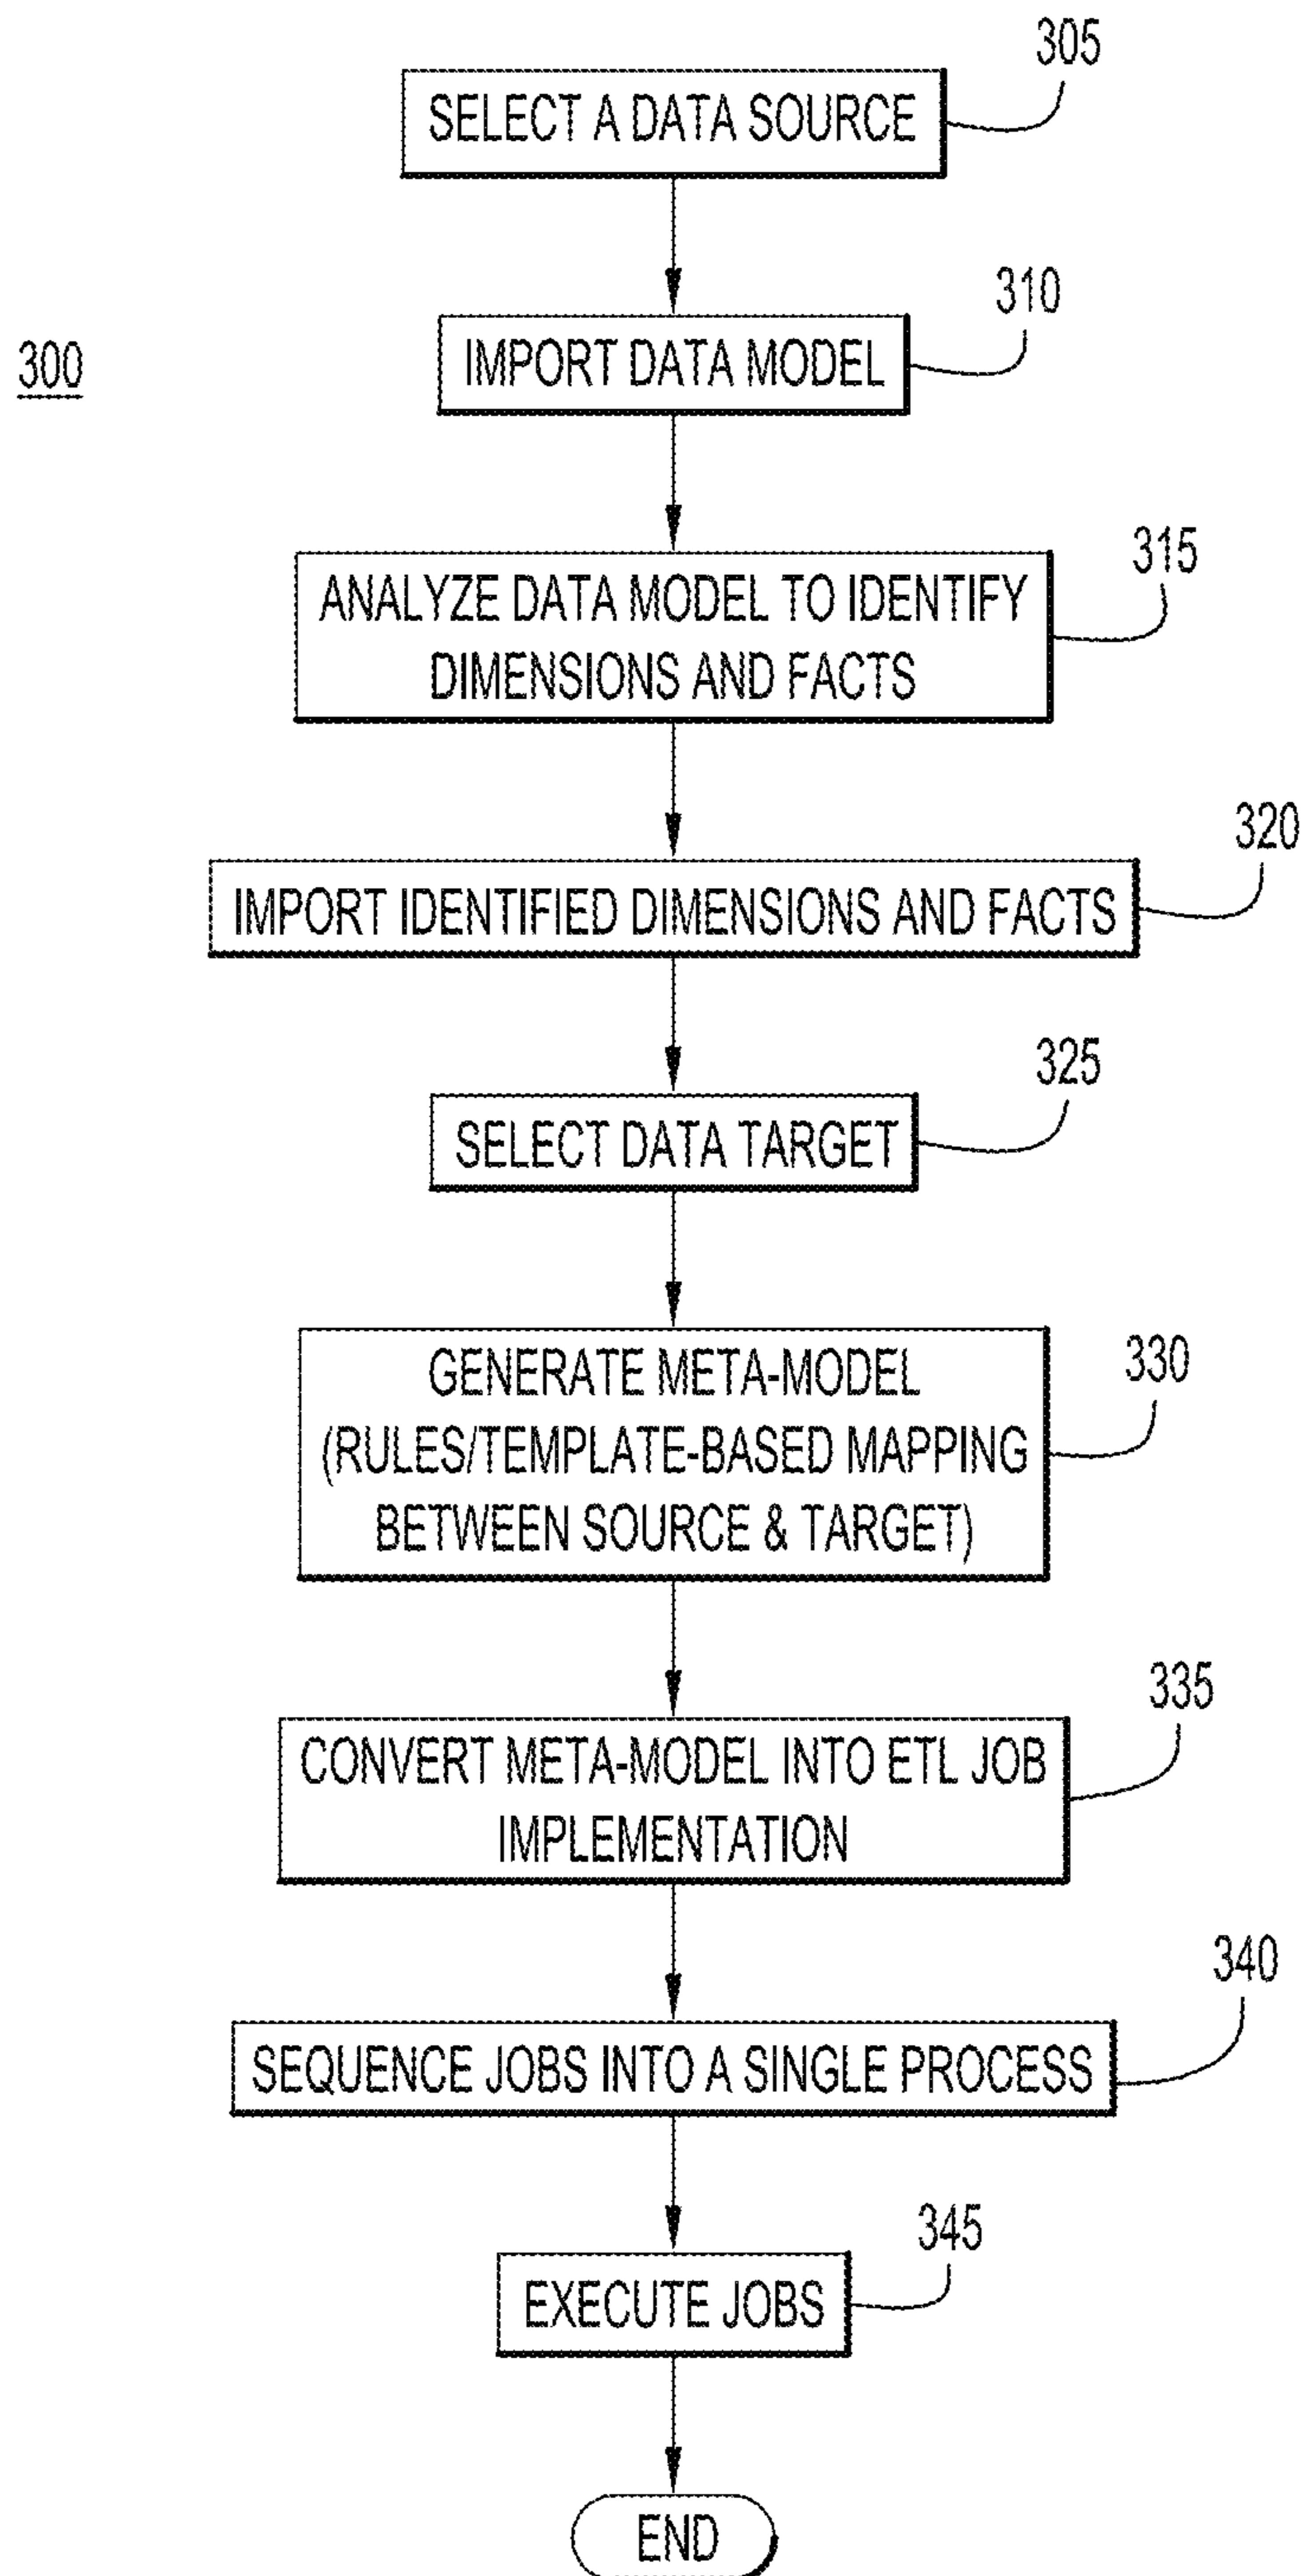 305
SELECT A DATA SOURCE
300
310
IMPORT DATA MODEL
315
ANALYZE DATA MODEL TO IDENTIFY
DIMENSIONS AND FACTS
320
IMPORT IDENTIFIED DIMENSIONS AND FACTS
325
SELECT DATA TARGET
330
GENERATE META-MODEL
(RULES/TEMPLATE-BASED MAPPING
BETWEEN SOURCE & TARGET)
335
CONVERT META-MODEL INTO ETL JOB
IMPLEMENTATION
340
SEQUENCE JOBS INTO A SINGLE PROCESS
345
EXECUTE JOBS
END